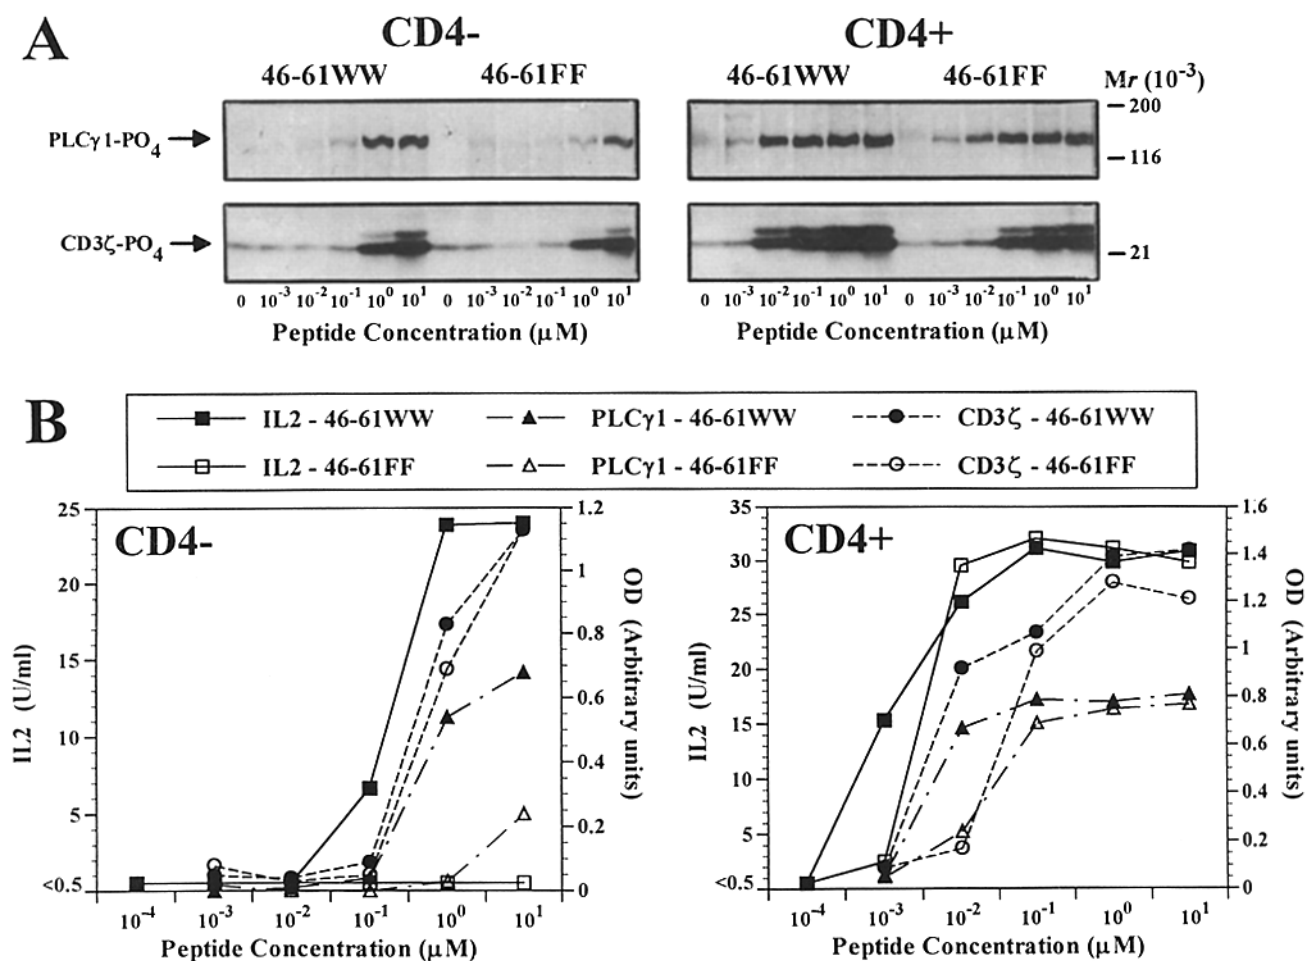 A
CD4- CD4+
46-61WW 46-61FF 46-61WW 46-61FF Mr (10⁻³)
200
PLCγ1-PO₄
116
CD3ζ-PO₄
21
0 10⁻³ 10⁻² 10⁻¹ 10⁰ 10¹ 0 10⁻³ 10⁻² 10⁻¹ 10⁰ 10¹ 0 10⁻³ 10⁻² 10⁻¹ 10⁰ 10¹ 0 10⁻³ 10⁻² 10⁻¹ 10⁰ 10¹
Peptide Concentration (μM) Peptide Concentration (μM)
B
IL2 - 46-61WW PLCγ1 - 46-61WW CD3ζ - 46-61WW
IL2 - 46-61FF PLCγ1 - 46-61FF CD3ζ - 46-61FF
CD4-
25
20
15
10
5
<0.5
IL2 (U/ml)
1.2
1
0.8
0.6
0.4
0.2
0
OD (Arbitrary units)
10⁻⁴ 10⁻³ 10⁻² 10⁻¹ 10⁰ 10¹
Peptide Concentration (μM)
CD4+
35
30
25
20
15
10
5
<0.5
IL2 (U/ml)
1.6
1.4
1.2
1
0.8
0.6
0.4
0.2
0
OD (Arbitrary units)
10⁻⁴ 10⁻³ 10⁻² 10⁻¹ 10⁰ 10¹
Peptide Concentration (μM)